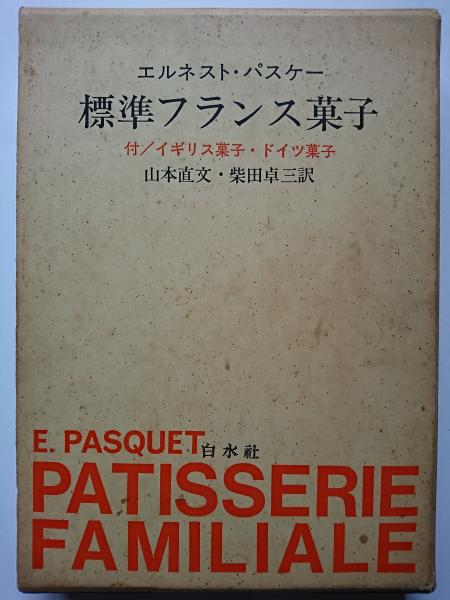 エルネスト・パスケー
標準フランス菓子
付／イギリス菓子・ドイツ菓子
山本直文・柴田卓三訳
E. PASQUET
白水社
PATISSERIE
FAMILIALE